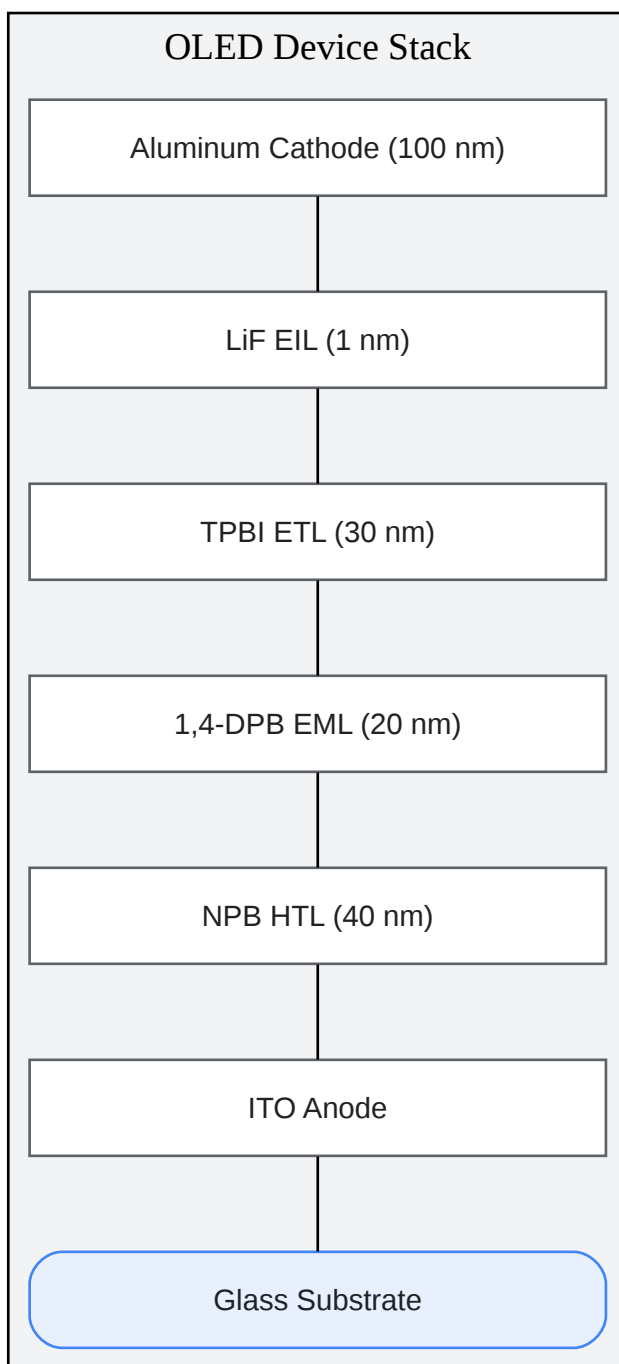 OLED Device Stack
Aluminum Cathode (100 nm)
LiF EIL (1 nm)
TPBI ETL (30 nm)
1,4-DPB EML (20 nm)
NPB HTL (40 nm)
ITO Anode
Glass Substrate